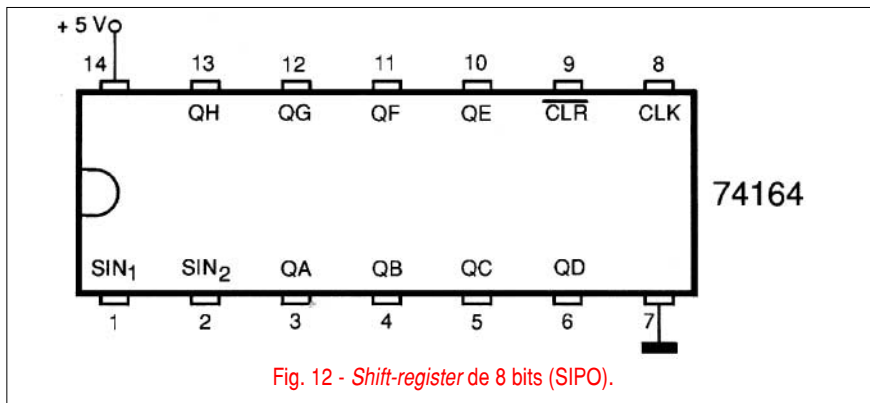 + 5 V
14 13 12 11 10 9 8
QH QG QF QE CLR CLK
74164
SIN1 SIN2 QA QB QC QD
1 2 3 4 5 6 7
Fig. 12 - Shift-register de 8 bits (SIPO).